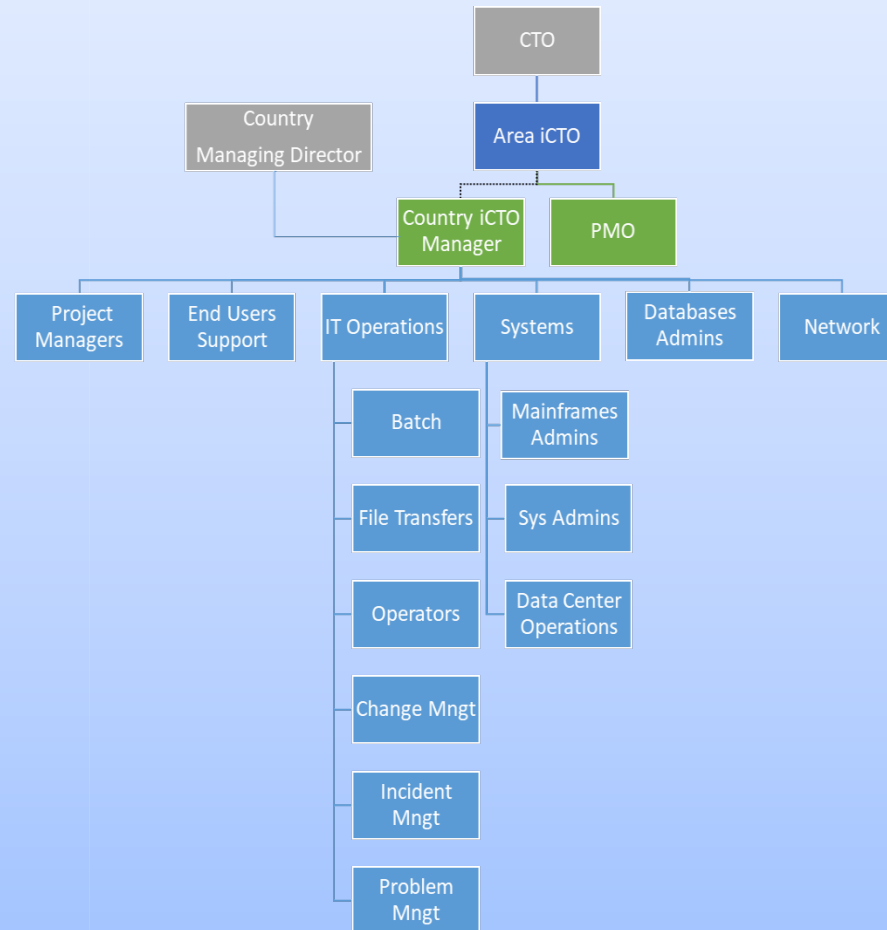 CTO
Country
Managing Director
Area iCTO
Country iCTO
Manager
PMO
Project
Managers
End Users
Support
IT Operations
Systems
Databases
Admins
Network
Batch
File Transfers
Operators
Change Mngt
Incident
Mngt
Problem
Mngt
Mainframes
Admins
Sys Admins
Data Center
Operations